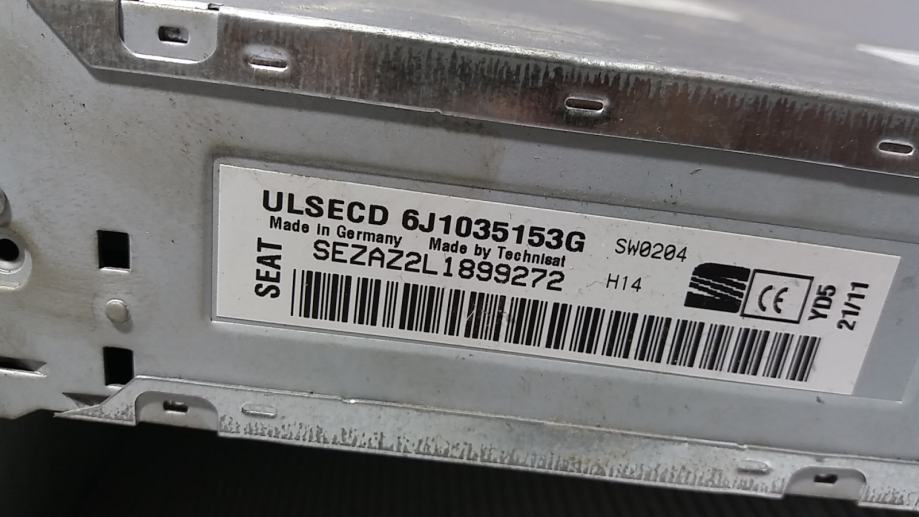 ULSECD 6J1035153G
Made in Germany Made by Technisat
SW0204
SEAT
SEZAZ2L1899272
H14
CE
YD5
21/11